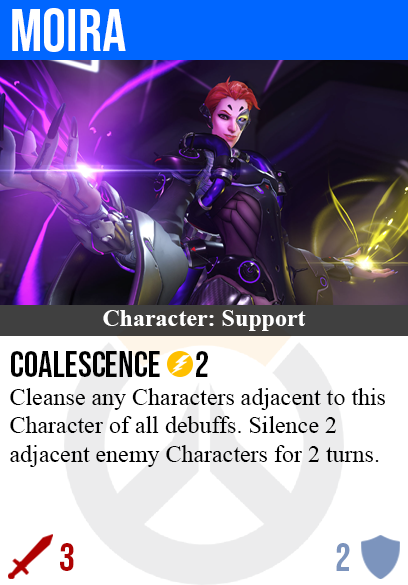 MOIRA
Character: Support
COALESCENCE 2
Cleanse any Characters adjacent to this
Character of all debuffs. Silence 2
adjacent enemy Characters for 2 turns.
3
2